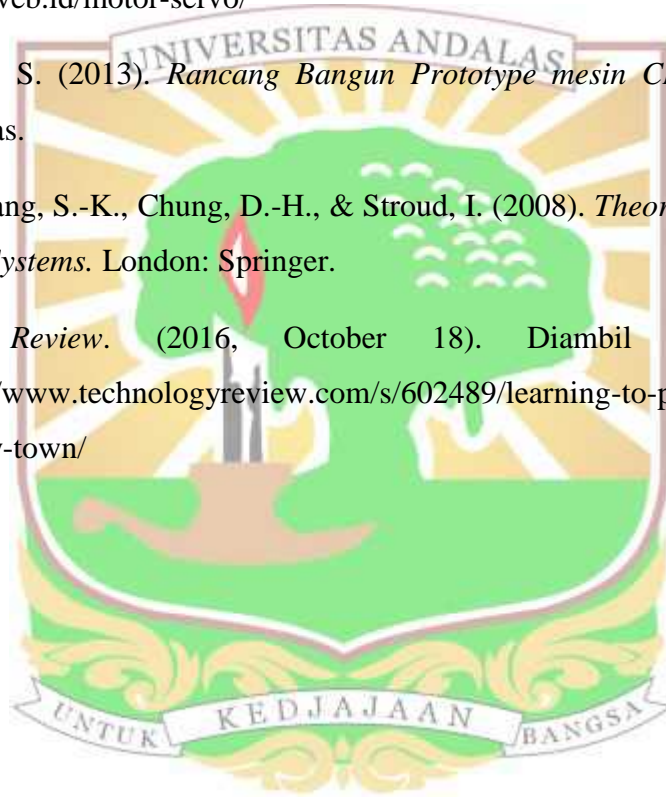 web.id/motor-servo/
UNIVERSITAS ANDALAS
S. (2013). Rancang Bangun Prototype mesin C
as.
ang, S.-K., Chung, D.-H., & Stroud, I. (2008). Theor
Systems. London: Springer.
Review. (2016, October 18). Diambil
/www.technologyreview.com/s/602489/learning-to-p
-town/
UNTUK KEDJAJAAN BANGSA